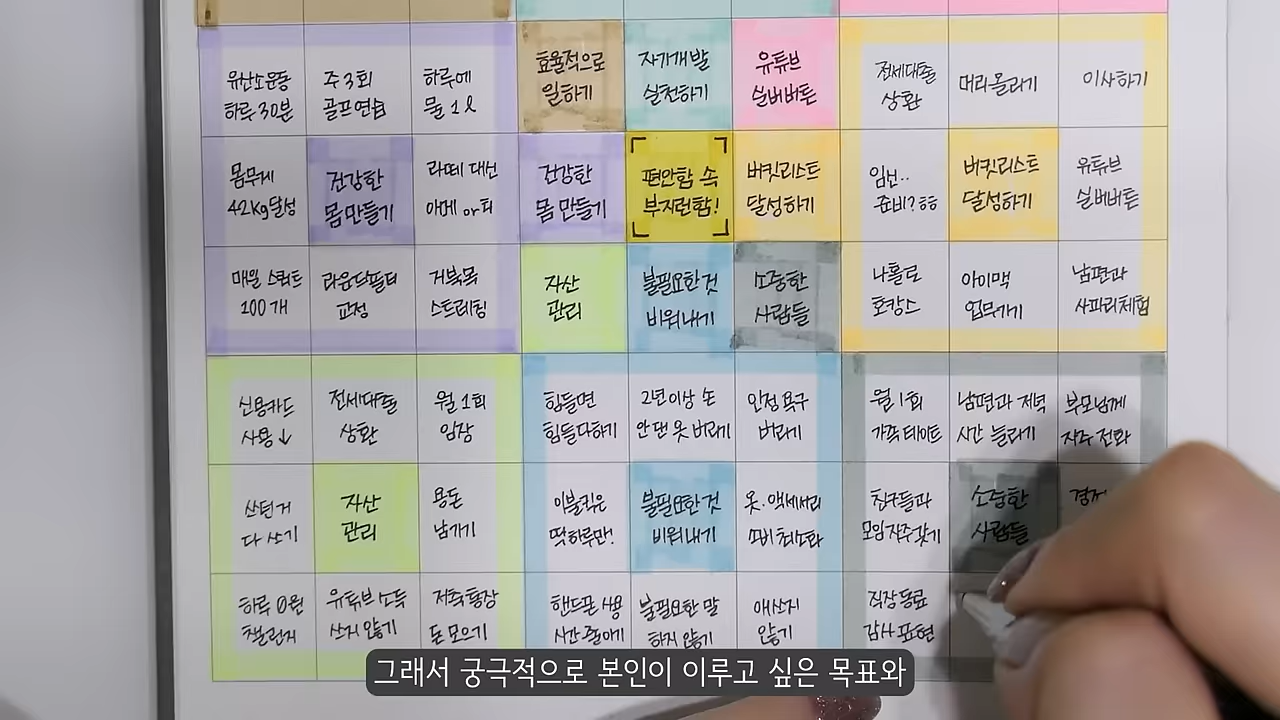 유산소운동
하루 30분
주 3회
골프연습
하루에
물 1l
효율적으로
일하기
자기개발
실천하기
유튜브
실버버튼
전세대출
상환
머리올리기
이사하기
몸무게
42kg달성
건강한
몸 만들기
라떼 대신
아메 or 티
건강한
몸 만들기
편안함 속
부지런함!
버킷리스트
달성하기
임신..
준비?ㅎㅎ
버킷리스트
달성하기
유튜브
실버버튼
매일 스쿼트
100개
라운드숄더
교정
거북목
스트레칭
자산
관리
불필요한 것
비워내기
소중한
사람들
나홀로
호캉스
아이맥
업무가기
남편과
사파리체험
신용카드
사용↓
전세대출
상환
월 1회
임장
힘들면
힘들다하기
2년이상 손
안 댄 옷 버리기
인정 욕구
버리기
월 1회
가족 데이트
남편과 저녁
시간 늘리기
부모님께
자주 전화
쓰던 거
다 쓰기
자산
관리
용돈
남기기
이불킥은
딱 하루만!
불필요한 것
비워내기
옷·액세서리
소비 최소화
친구들과
모임 자주 갖기
소중한
사람들
하루 0원
챌린지
유튜브 소득
쓰지 않기
저축통장
돈 모으기
핸드폰 사용
시간 줄이기
불필요한 말
하지 않기
애쓰지
않기
직장동료
감사 표현
그래서 궁극적으로 본인이 이루고 싶은 목표와